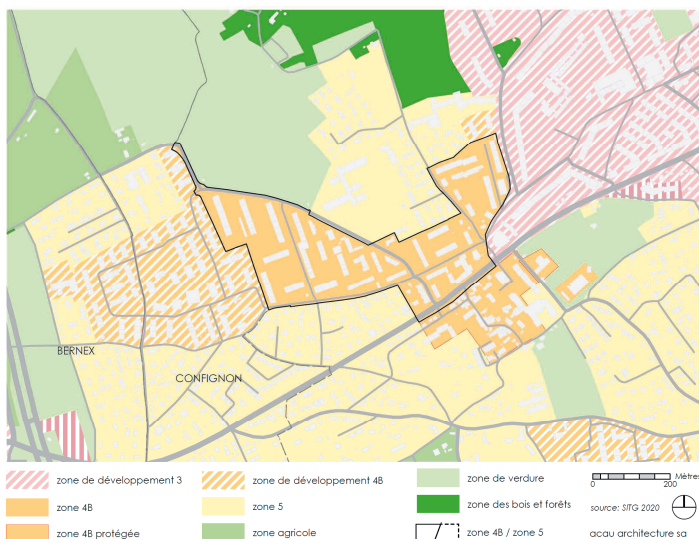 BERNEX
CONFIGNON
zone de développement 3
zone 4B
zone 4B protégée
zone de développement 4B
zone 5
zone agricole
zone de verdure
zone des bois et forêts
zone 4B / zone 5
Mètres
0 200
source: SITG 2020
acau architecture sa